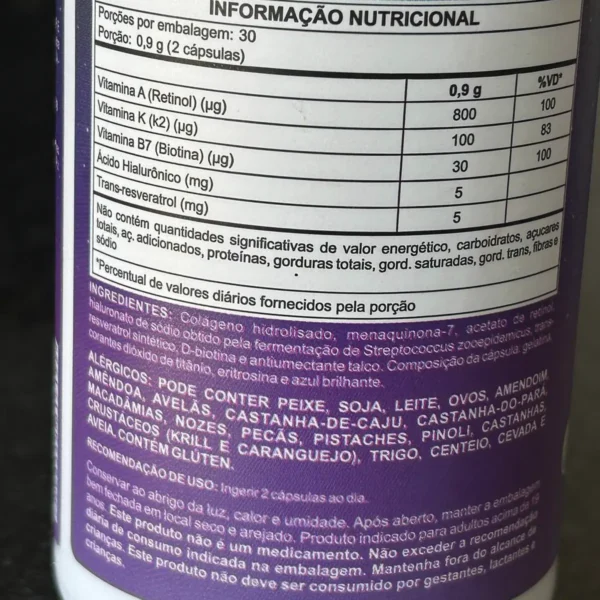 INFORMAÇÃO NUTRICIONAL
Porções por embalagem: 30
Porção: 0,9 g (2 cápsulas)
0,9 g %VD*
Vitamina A (Retinol) (µg) 800 100
Vitamina K (k2) (µg) 100 83
Vitamina B7 (Biotina) (µg) 30 100
Ácido Hialurônico (mg) 5
Trans-resveratrol (mg) 5
Não contém quantidades significativas de valor energético, carboidratos, açucares
totais, aç. adicionados, proteínas, gorduras totais, gord. saturadas, gord. trans, fibras e
sódio
*Percentual de valores diários fornecidos pela porção
INGREDIENTES: Colágeno hidrolisado, menaquinona-7, acetato de retinol,
hialuronato de sódio obtido pela fermentação de Streptococcus zooepidemicus, trans-
resveratrol sintético, D-biotina e antiumectante talco. Composição da cápsula: gelatina,
corantes dióxido de titânio, eritrosina e azul brilhante.
ALÉRGICOS: PODE CONTER PEIXE, SOJA, LEITE, OVOS, AMENDOIM,
AMÊNDOA, AVELÃS, CASTANHA-DE-CAJU, CASTANHA-DO-PARÁ,
MACADÂMIAS, NOZES, PECÃS, PISTACHES, PINOLI, CASTANHAS,
CRUSTÁCEOS (KRILL E CARANGUEJO), TRIGO, CENTEIO, CEVADA E
AVEIA. CONTÉM GLÚTEN.
RECOMENDAÇÃO DE USO: Ingerir 2 cápsulas ao dia.
Conservar ao abrigo da luz, calor e umidade. Após aberto, manter a embalagem
bem fechada em local seco e arejado. Produto indicado para adultos acima de 19
anos. Este produto não é um medicamento. Não exceder a recomendação
diária de consumo indicada na embalagem. Mantenha fora do alcance de
crianças. Este produto não deve ser consumido por gestantes, lactantes e
crianças.